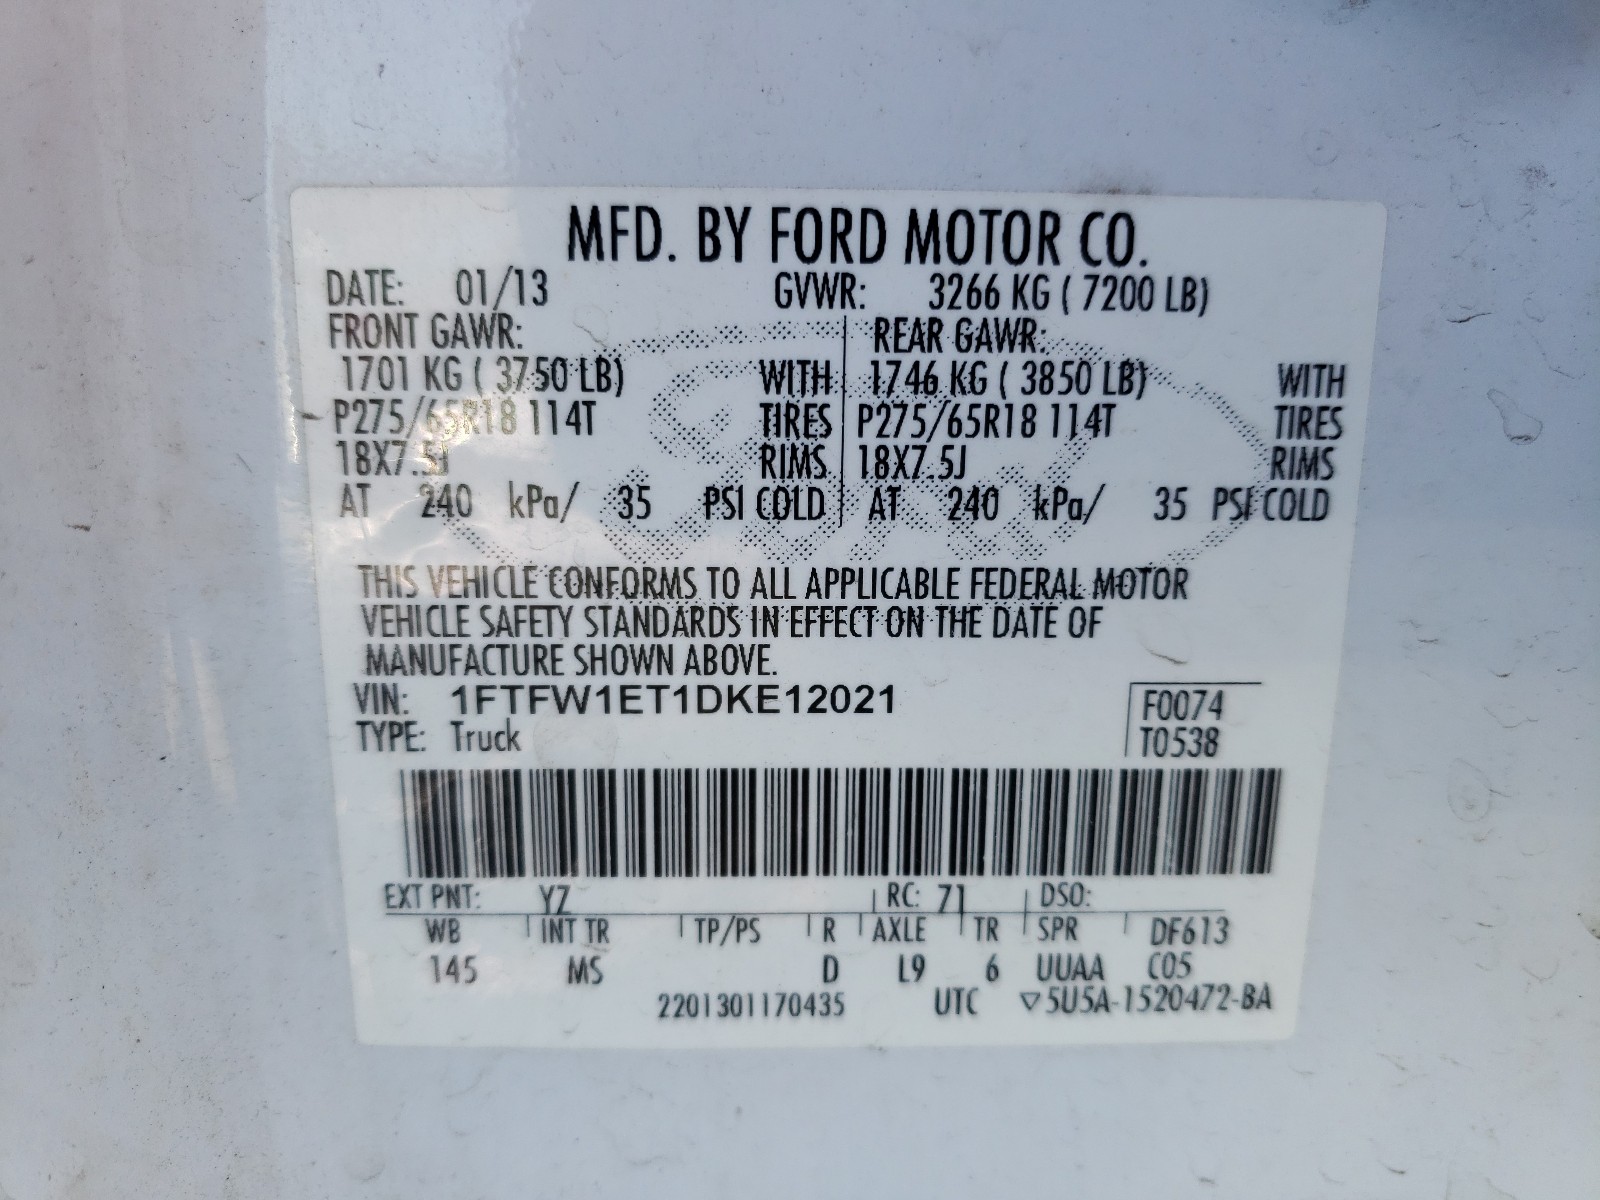 MFD. BY FORD MOTOR CO.
DATE: 01/13 GVWR: 3266 KG ( 7200 LB)
FRONT GAWR: REAR GAWR:
1701 KG ( 3750 LB) WITH 1746 KG ( 3850 LB) WITH
P275/65R18 114T TIRES P275/65R18 114T TIRES
18X7.5J RIMS 18X7.5J RIMS
AT 240 kPa/ 35 PSI COLD AT 240 kPa/ 35 PSI COLD
THIS VEHICLE CONFORMS TO ALL APPLICABLE FEDERAL MOTOR
VEHICLE SAFETY STANDARDS IN EFFECT ON THE DATE OF
MANUFACTURE SHOWN ABOVE.
VIN: 1FTFW1ET1DKE12021 F0074
TYPE: Truck T0538
EXT PNT: YZ RC: 71 DSO:
WB INT TR TP/PS R AXLE TR SPR DF613
145 MS D L9 6 UUAA C05
2201301170435 UTC ▽5U5A-1520472-BA